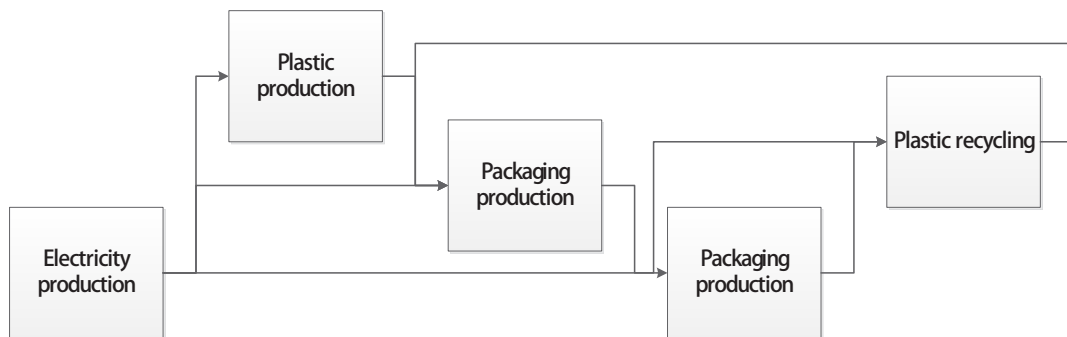 Plastic
production
Packaging
production
Plastic recycling
Electricity
production
Packaging
production